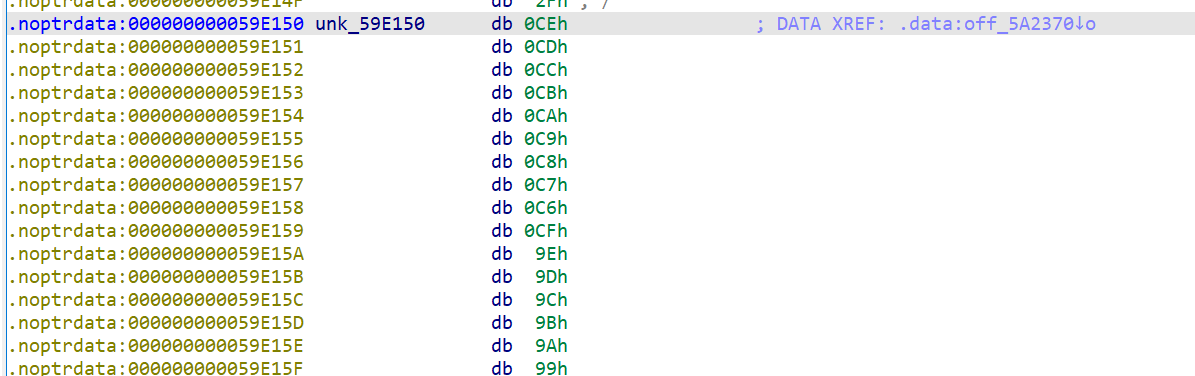 .noptrdata:000000000059E14F db 2Fh ; /
.noptrdata:000000000059E150 unk_59E150 db 0CEh ; DATA XREF: .data:off_5A2370↓o
.noptrdata:000000000059E151 db 0CDh
.noptrdata:000000000059E152 db 0CCh
.noptrdata:000000000059E153 db 0CBh
.noptrdata:000000000059E154 db 0CAh
.noptrdata:000000000059E155 db 0C9h
.noptrdata:000000000059E156 db 0C8h
.noptrdata:000000000059E157 db 0C7h
.noptrdata:000000000059E158 db 0C6h
.noptrdata:000000000059E159 db 0CFh
.noptrdata:000000000059E15A db 9Eh
.noptrdata:000000000059E15B db 9Dh
.noptrdata:000000000059E15C db 9Ch
.noptrdata:000000000059E15D db 9Bh
.noptrdata:000000000059E15E db 9Ah
.noptrdata:000000000059E15F db 99h